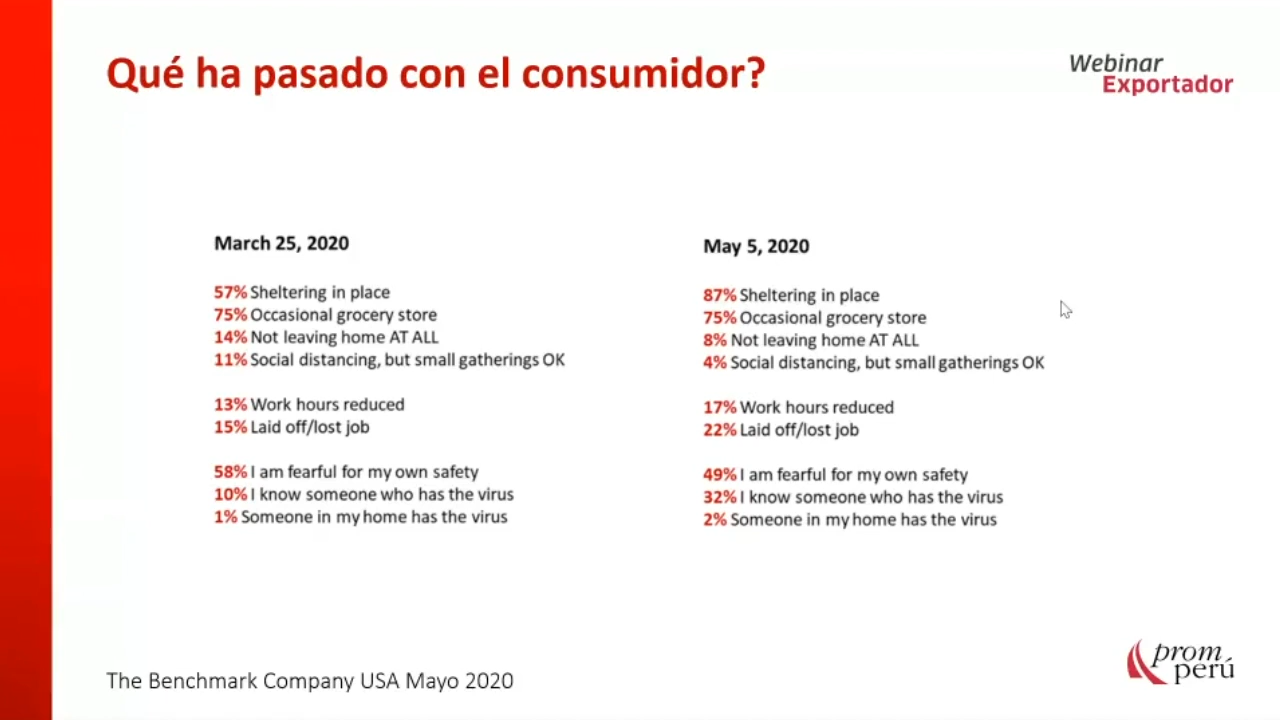 Qué ha pasado con el consumidor?
Webinar
Exportador
March 25, 2020
57% Sheltering in place
75% Occasional grocery store
14% Not leaving home AT ALL
11% Social distancing, but small gatherings OK
13% Work hours reduced
15% Laid off/lost job
58% I am fearful for my own safety
10% I know someone who has the virus
1% Someone in my home has the virus
May 5, 2020
87% Sheltering in place
75% Occasional grocery store
8% Not leaving home AT ALL
4% Social distancing, but small gatherings OK
17% Work hours reduced
22% Laid off/lost job
49% I am fearful for my own safety
32% I know someone who has the virus
2% Someone in my home has the virus
The Benchmark Company USA Mayo 2020
prom
perú